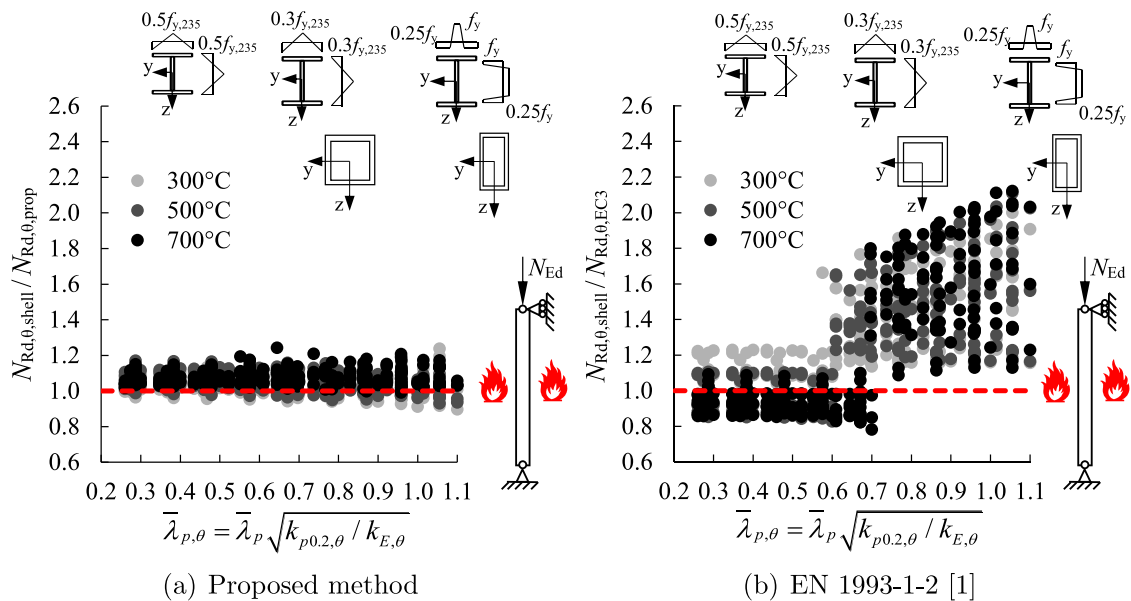 0.5f_y,235
0.5f_y,235
y
z
0.3f_y,235
0.3f_y,235
y
z
f_y
0.25f_y
f_y
y
0.25f_y
z
y
z
y
z
300°C
500°C
700°C
N_Rd,θ,shell / N_Rd,θ,prop
2.6
2.4
2.2
2.0
1.8
1.6
1.4
1.2
1.0
0.8
0.6
0.2 0.3 0.4 0.5 0.6 0.7 0.8 0.9 1.0 1.1
N_Ed
λ̅_p,θ = λ̅_p √(k_p0.2,θ / k_E,θ)
(a) Proposed method
0.5f_y,235
0.5f_y,235
y
z
0.3f_y,235
0.3f_y,235
y
z
f_y
0.25f_y
f_y
y
0.25f_y
z
y
z
y
z
300°C
500°C
700°C
N_Rd,θ,shell / N_Rd,θ,EC3
2.6
2.4
2.2
2.0
1.8
1.6
1.4
1.2
1.0
0.8
0.6
0.2 0.3 0.4 0.5 0.6 0.7 0.8 0.9 1.0 1.1
N_Ed
λ̅_p,θ = λ̅_p √(k_p0.2,θ / k_E,θ)
(b) EN 1993-1-2 [1]